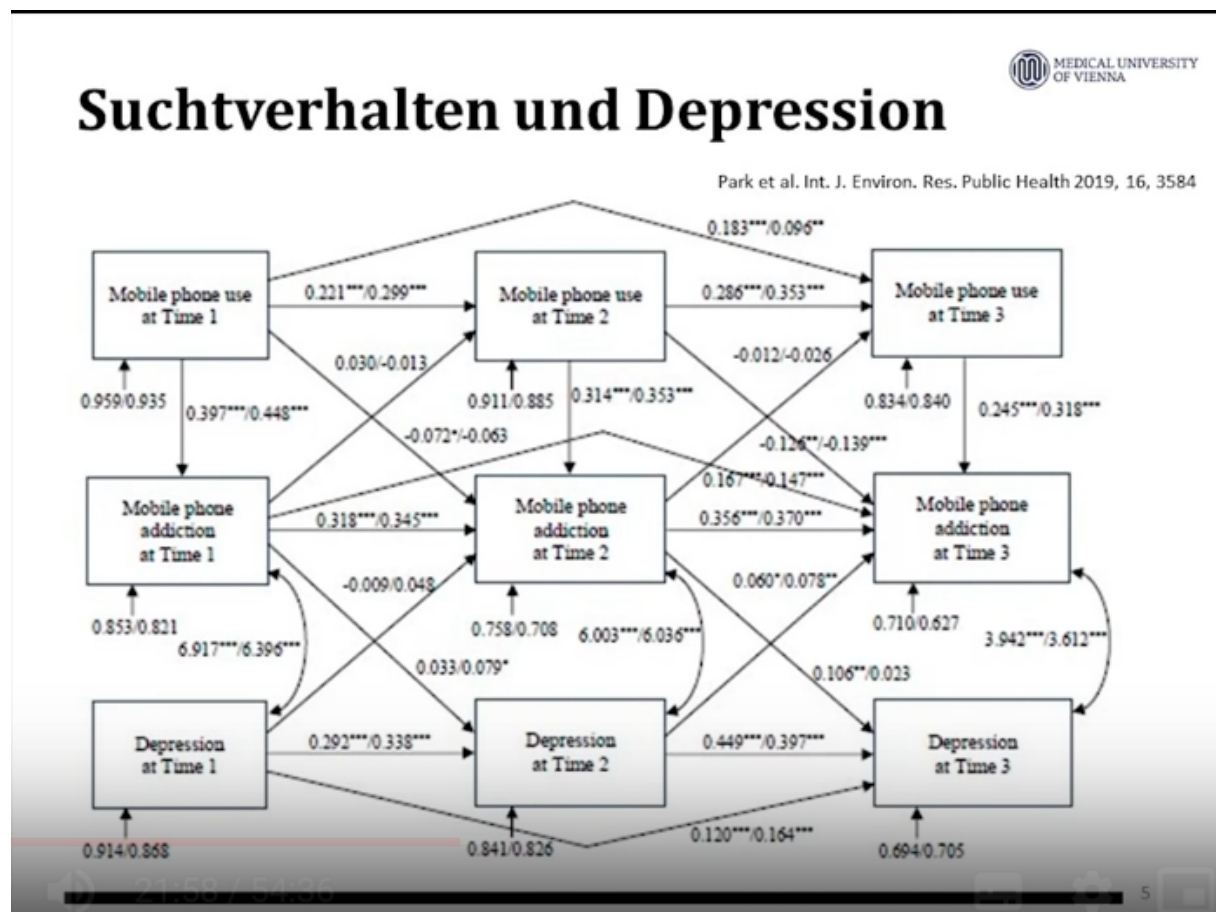 MEDICAL UNIVERSITY
OF VIENNA
Suchtverhalten und Depression
Park et al. Int. J. Environ. Res. Public Health 2019, 16, 3584
0.183***/0.096**
Mobile phone use
at Time 1
0.221***/0.299***
Mobile phone use
at Time 2
0.286***/0.353***
Mobile phone use
at Time 3
0.030/-0.013
-0.012/-0.026
0.959/0.935
0.397***/0.448***
0.911/0.885
0.314***/0.353***
0.834/0.840
0.245***/0.318***
-0.072*/-0.063
-0.126**/-0.139***
0.167***/0.147***
Mobile phone
addiction
at Time 1
0.318***/0.345***
Mobile phone
addiction
at Time 2
0.356***/0.370***
Mobile phone
addiction
at Time 3
-0.009/0.048
0.060*/0.078**
0.853/0.821
6.917***/6.396***
0.758/0.708
6.003***/6.036***
0.710/0.627
3.942***/3.612***
0.033/0.079*
0.106**/0.023
Depression
at Time 1
0.292***/0.338***
Depression
at Time 2
0.449***/0.397***
Depression
at Time 3
0.120***/0.164***
0.914/0.868
0.841/0.826
0.694/0.705
21:58 / 54:36
5